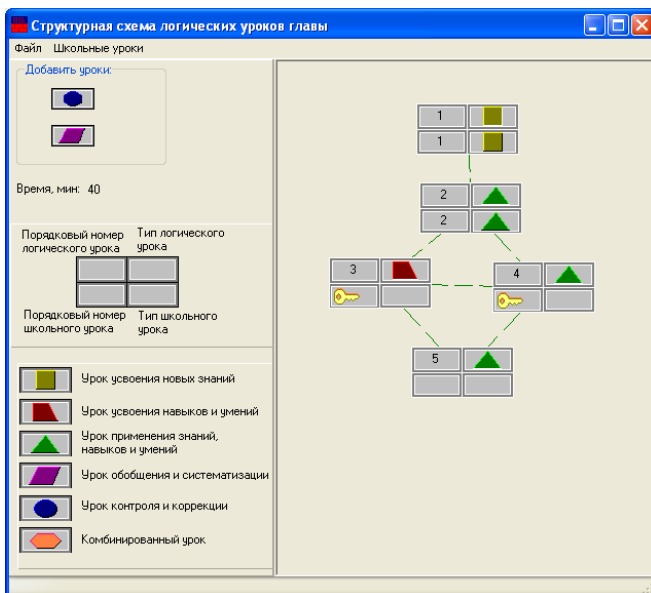 Структурная схема логических уроков главы
Файл Школьные уроки
Добавить уроки:
Время, мин: 40
Порядковый номер
логического урока
Тип логического
урока
Порядковый номер
школьного урока
Тип школьного
урока
Урок усвоения новых знаний
Урок усвоения навыков и умений
Урок применения знаний,
навыков и умений
Урок обобщения и систематизации
Урок контроля и коррекции
Комбинированный урок
1
1
2
2
3
4
5